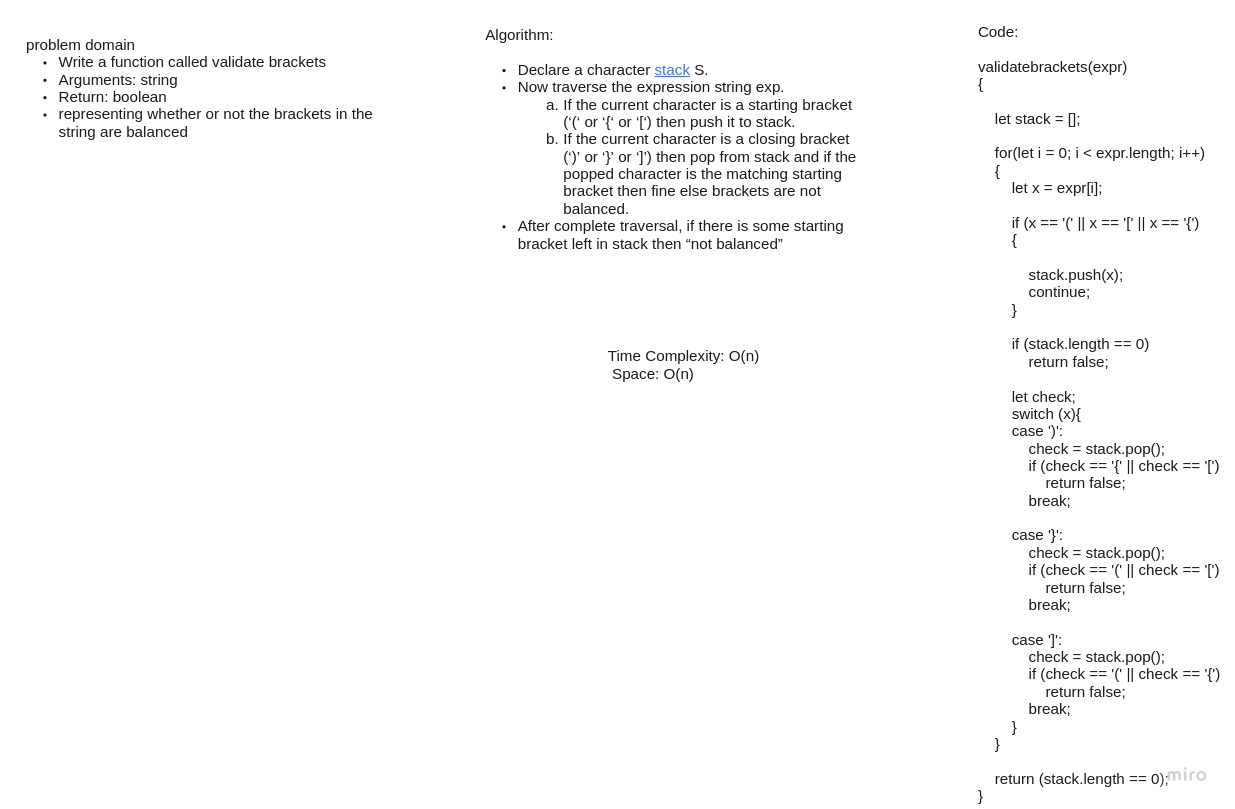 problem domain
• Write a function called validate brackets
• Arguments: string
• Return: boolean
• representing whether or not the brackets in the
string are balanced
Algorithm:
• Declare a character stack S.
• Now traverse the expression string exp.
a. If the current character is a starting bracket
(‘(‘ or ‘{‘ or ‘[‘) then push it to stack.
b. If the current character is a closing bracket
(‘)’ or ‘}’ or ‘]’) then pop from stack and if the
popped character is the matching starting
bracket then fine else brackets are not
balanced.
• After complete traversal, if there is some starting
bracket left in stack then “not balanced”
Time Complexity: O(n)
Space: O(n)
Code:
validatebrackets(expr)
{
let stack = [];
for(let i = 0; i < expr.length; i++)
{
let x = expr[i];
if (x == '(' || x == '[' || x == '{')
{
stack.push(x);
continue;
}
if (stack.length == 0)
return false;
let check;
switch (x){
case ')':
check = stack.pop();
if (check == '{' || check == '[')
return false;
break;
case '}':
check = stack.pop();
if (check == '(' || check == '[')
return false;
break;
case ']':
check = stack.pop();
if (check == '(' || check == '{')
return false;
break;
}
}
return (stack.length == 0);
}
miro